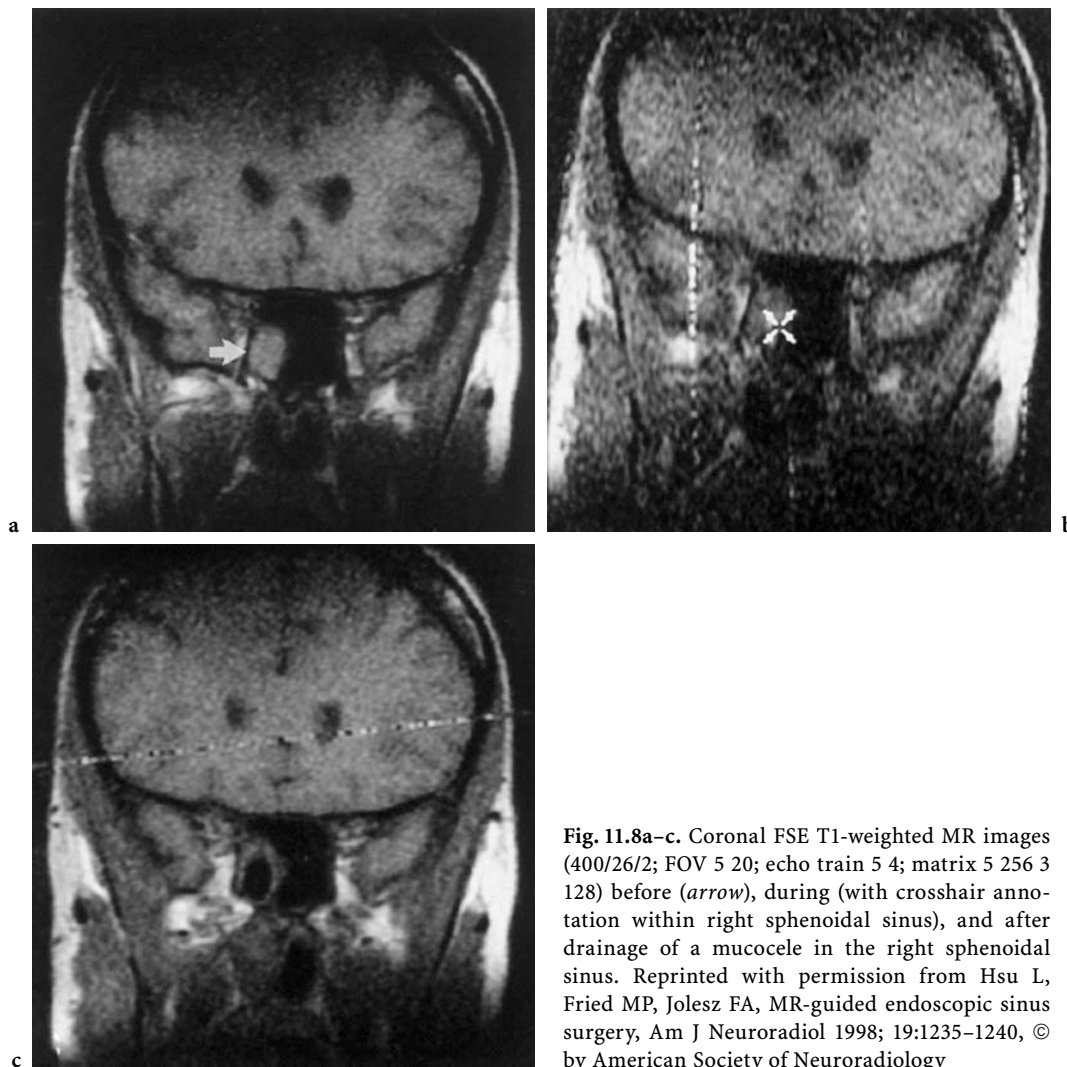 a
b
c
Fig. 11.8a–c. Coronal FSE T1-weighted MR images
(400/26/2; FOV 5 20; echo train 5 4; matrix 5 256 3
128) before (arrow), during (with crosshair anno-
tation within right sphenoidal sinus), and after
drainage of a mucocele in the right sphenoidal
sinus. Reprinted with permission from Hsu L,
Fried MP, Jolesz FA, MR-guided endoscopic sinus
surgery, Am J Neuroradiol 1998; 19:1235–1240, ©
by American Society of Neuroradiology